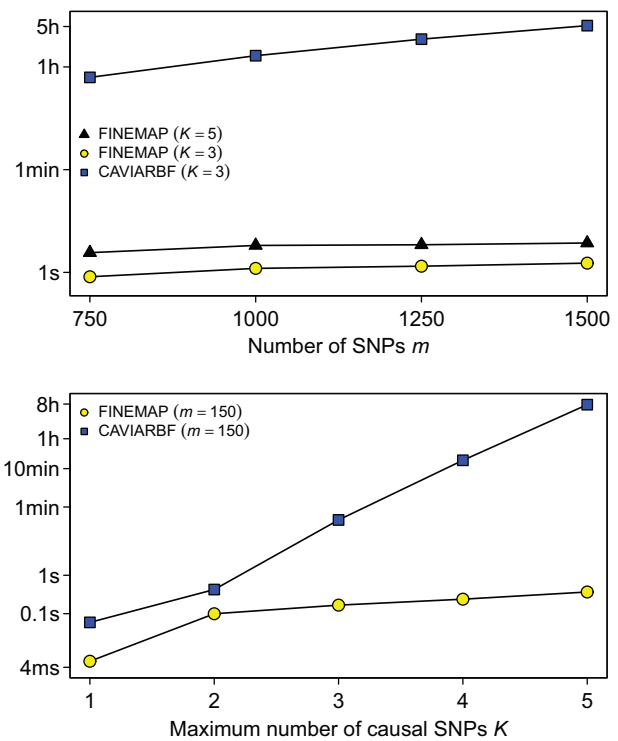 5h
1h
FINEMAP (K = 5)
FINEMAP (K = 3)
1min
CAVIARBF (K = 3)
1s
750 1000 1250 1500
Number of SNPs m
8h
FINEMAP (m = 150)
CAVIARBF (m = 150)
1h
10min
1min
1s
0.1s
4ms
1 2 3 4 5
Maximum number of causal SNPs K